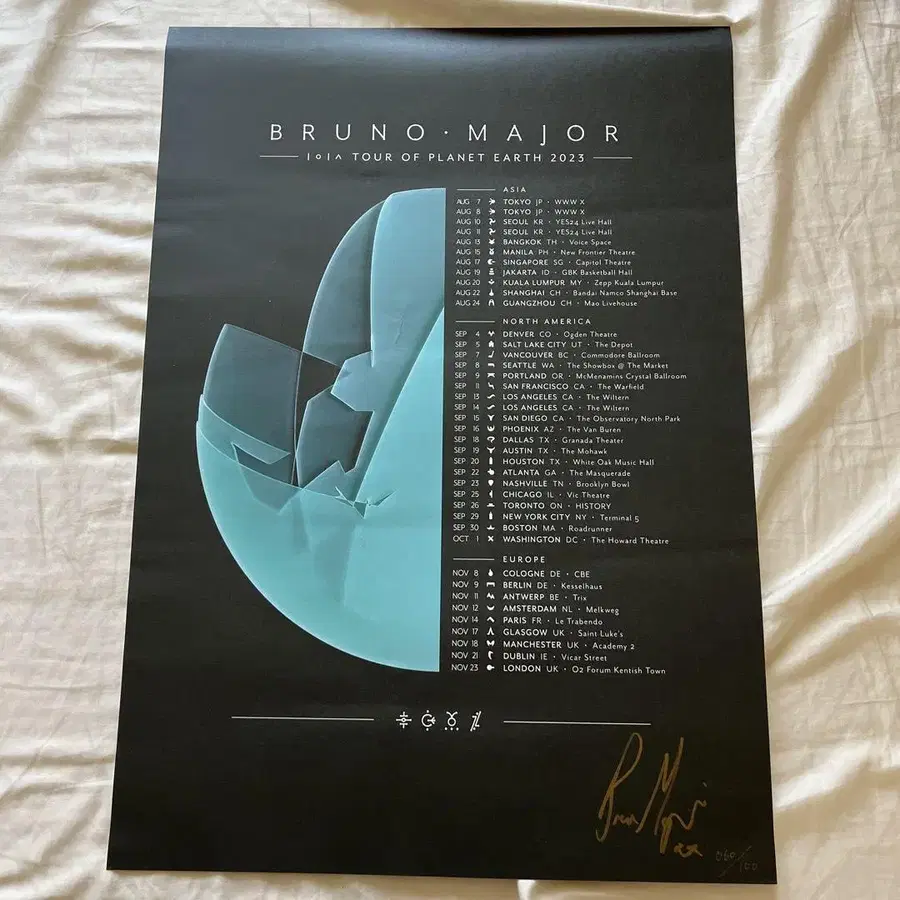 BRUNO · MAJOR
TOUR OF PLANET EARTH 2023
ASIA
AUG 7 TOKYO JP · WWW X
AUG 8 TOKYO JP · WWW X
AUG 10 SEOUL KR · YES24 Live Hall
AUG 11 SEOUL KR · YES24 Live Hall
AUG 13 BANGKOK TH · Voice Space
AUG 15 MANILA PH · New Frontier Theatre
AUG 17 SINGAPORE SG · Capitol Theatre
AUG 19 JAKARTA ID · GBK Basketball Hall
AUG 20 KUALA LUMPUR MY · Zepp Kuala Lumpur
AUG 22 SHANGHAI CH · Bandai Namco Shanghai Base
AUG 24 GUANGZHOU CH · Mao Livehouse
NORTH AMERICA
SEP 4 DENVER CO · Ogden Theatre
SEP 5 SALT LAKE CITY UT · The Depot
SEP 7 VANCOUVER BC · Commodore Ballroom
SEP 8 SEATTLE WA · The Showbox @ The Market
SEP 9 PORTLAND OR · McMenamins Crystal Ballroom
SEP 11 SAN FRANCISCO CA · The Warfield
SEP 13 LOS ANGELES CA · The Wiltern
SEP 14 LOS ANGELES CA · The Wiltern
SEP 15 SAN DIEGO CA · The Observatory North Park
SEP 16 PHOENIX AZ · The Van Buren
SEP 18 DALLAS TX · Granada Theater
SEP 19 AUSTIN TX · The Mohawk
SEP 20 HOUSTON TX · White Oak Music Hall
SEP 22 ATLANTA GA · The Masquerade
SEP 23 NASHVILLE TN · Brooklyn Bowl
SEP 25 CHICAGO IL · Vic Theatre
SEP 26 TORONTO ON · HISTORY
SEP 29 NEW YORK CITY NY · Terminal 5
SEP 30 BOSTON MA · Roadrunner
OCT 1 WASHINGTON DC · The Howard Theatre
EUROPE
NOV 8 COLOGNE DE · CBE
NOV 9 BERLIN DE · Kesselhaus
NOV 11 ANTWERP BE · Trix
NOV 12 AMSTERDAM NL · Melkweg
NOV 14 PARIS FR · Le Trabendo
NOV 17 GLASGOW UK · Saint Luke's
NOV 18 MANCHESTER UK · Academy 2
NOV 21 DUBLIN IE · Vicar Street
NOV 23 LONDON UK · O2 Forum Kentish Town
Bruno Major
xx
060/100